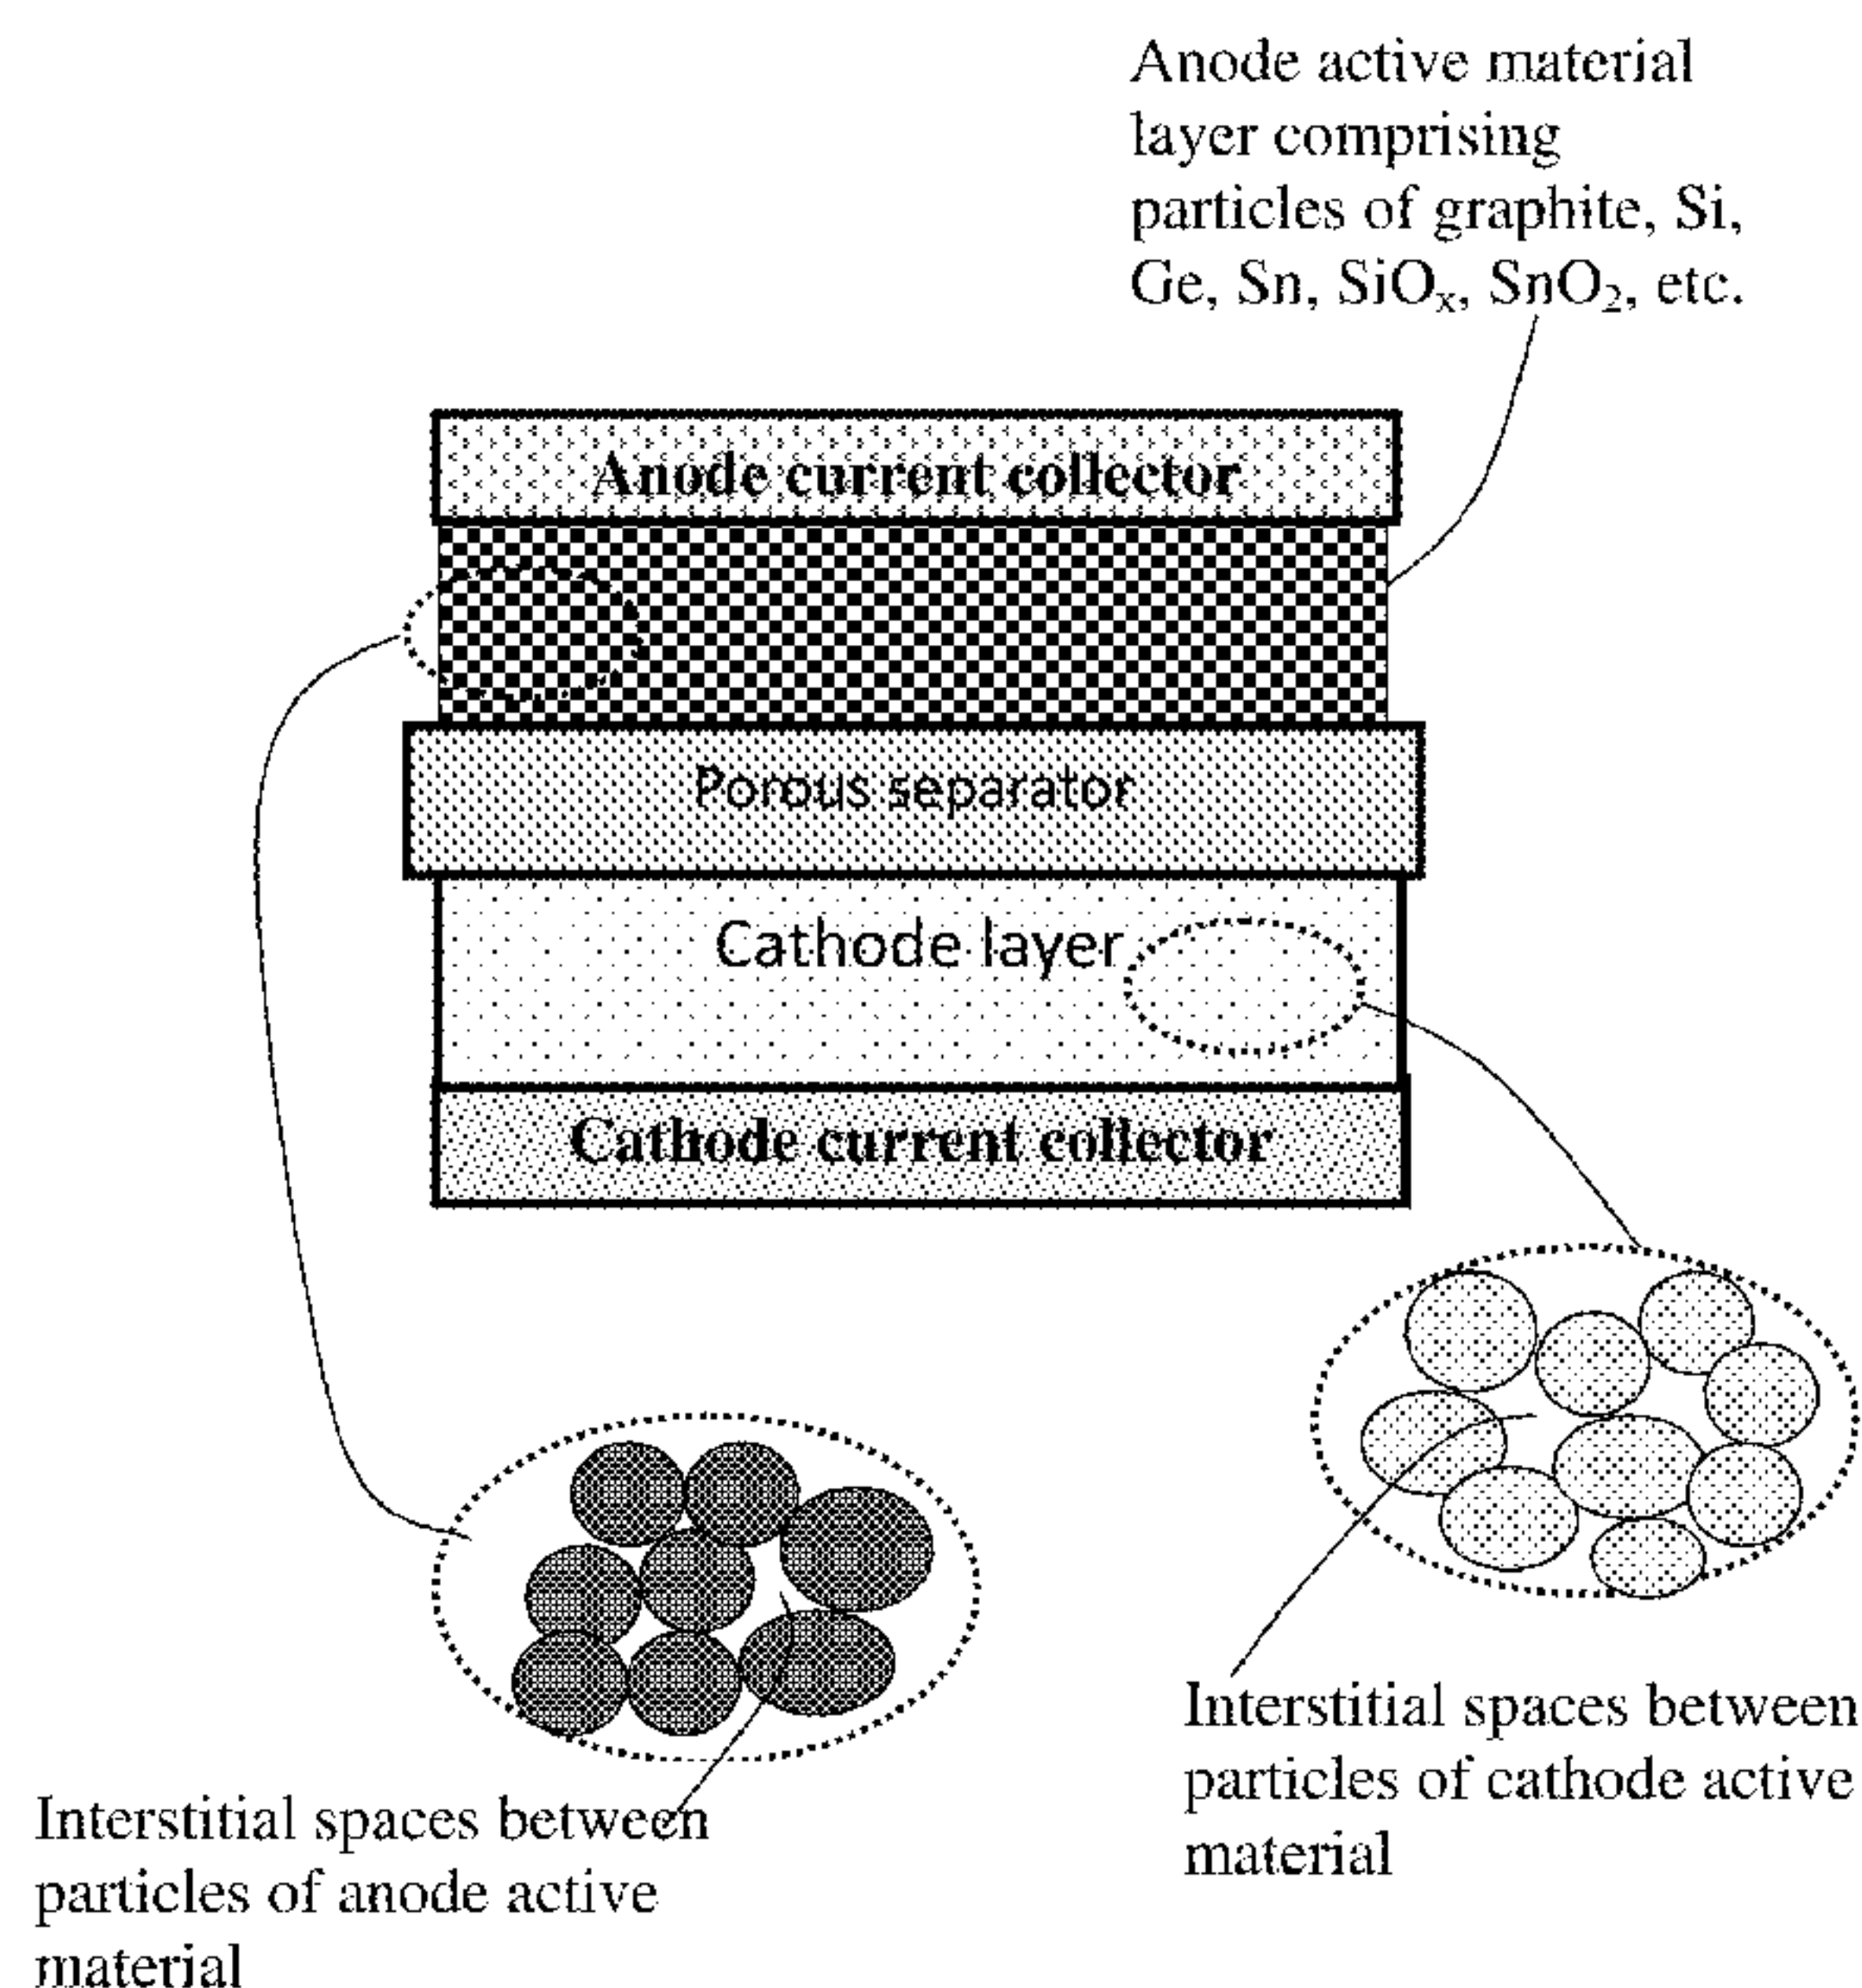 Anode active material
layer comprising
particles of graphite, Si,
Ge, Sn, SiOₓ, SnO₂, etc.
Anode current collector
Porous separator
Cathode layer
Cathode current collector
Interstitial spaces between
particles of cathode active
material
Interstitial spaces between
particles of anode active
material